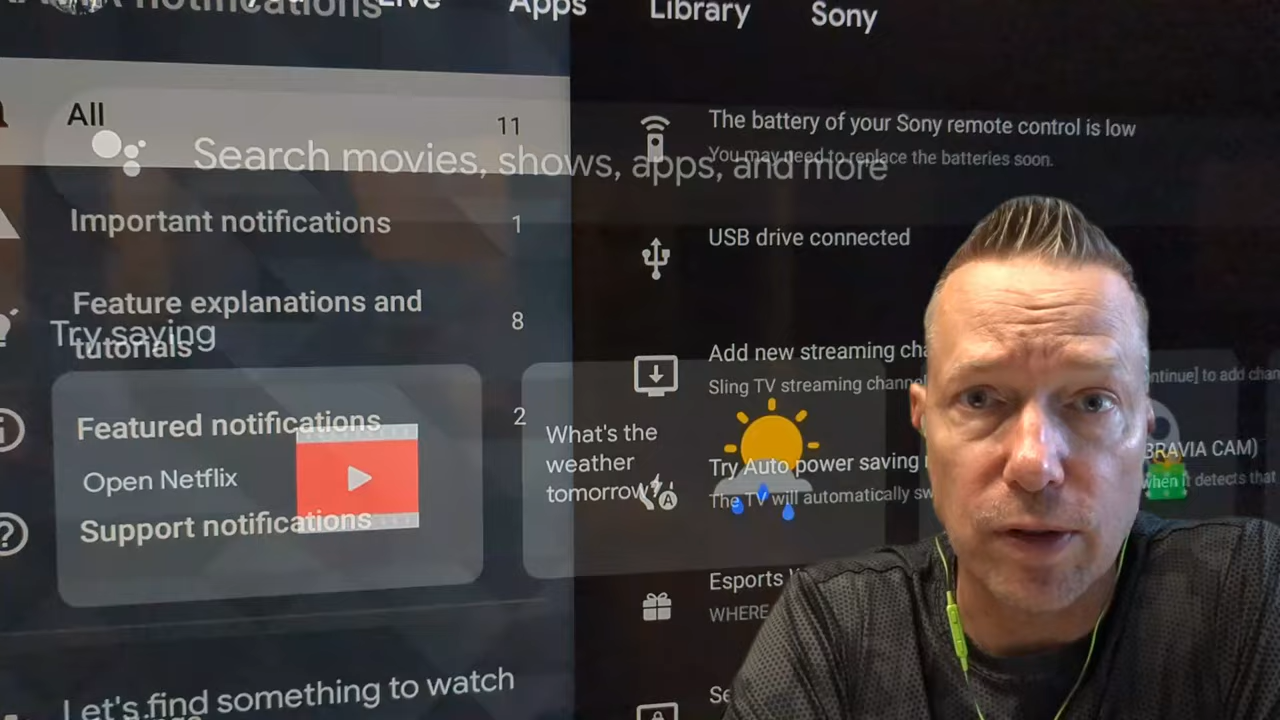 notifications
Live
Apps
Library
Sony
All
11
Search movies, shows, apps, and more
The battery of your Sony remote control is low
You may need to replace the batteries soon.
Important notifications
1
USB drive connected
Feature explanations and
tutorials
8
Try saying
Add new streaming
Sling TV streaming
ntinue] to add
Featured notifications
2
Open Netflix
Support notifications
What's the
weather
tomorrow
Try Auto power saving
BRAVIA CAM)
The TV will automatically
when it detects that
Esports
WHERE
Let's find something to watch